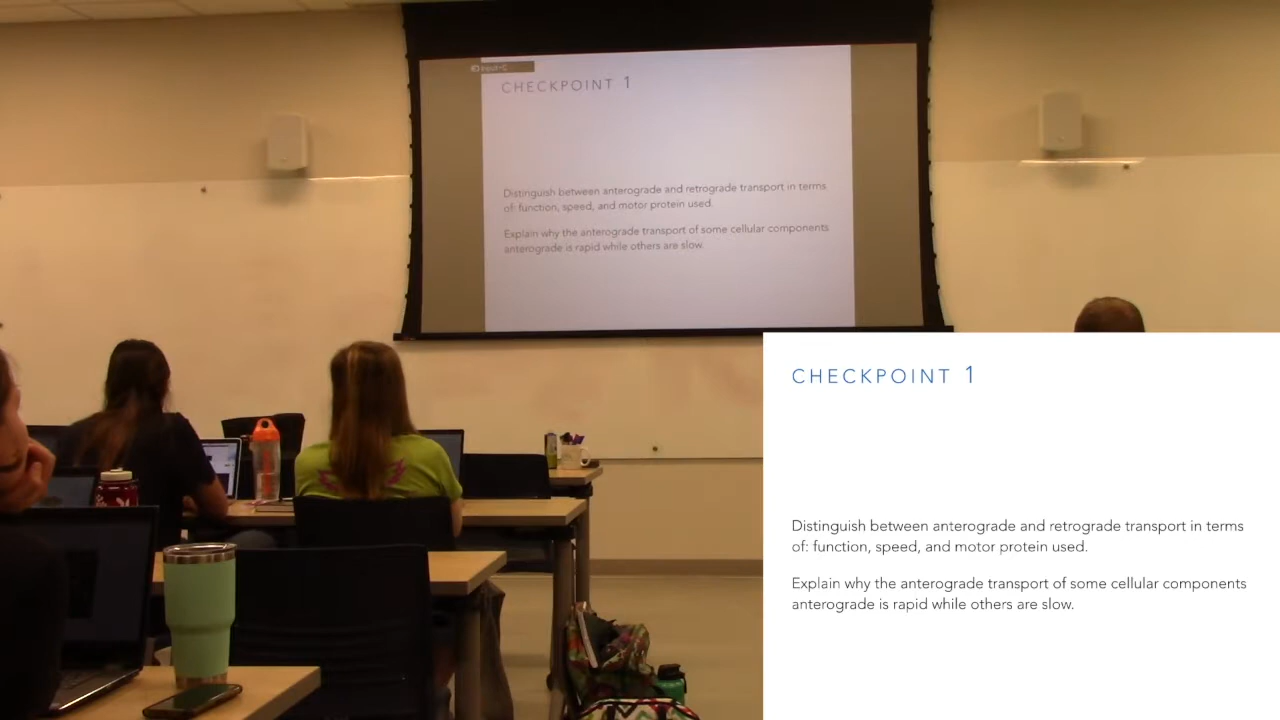 Input-C
CHECKPOINT 1
Distinguish between anterograde and retrograde transport in terms
of: function, speed, and motor protein used.
Explain why the anterograde transport of some cellular components
anterograde is rapid while others are slow.
CHECKPOINT 1
Distinguish between anterograde and retrograde transport in terms
of: function, speed, and motor protein used.
Explain why the anterograde transport of some cellular components
anterograde is rapid while others are slow.